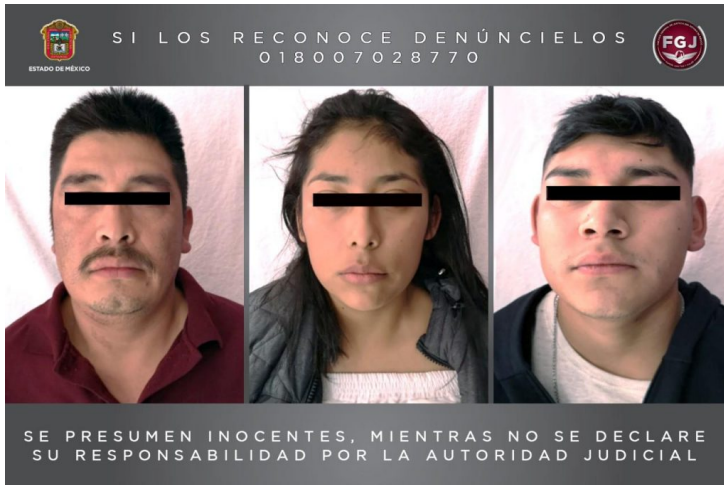 SI LOS RECONOCE DENÚNCIELOS
018007028770
ESTADO DE MÉXICO
FGJ
SE PRESUMEN INOCENTES, MIENTRAS NO SE DECLARE
SU RESPONSABILIDAD POR LA AUTORIDAD JUDICIAL